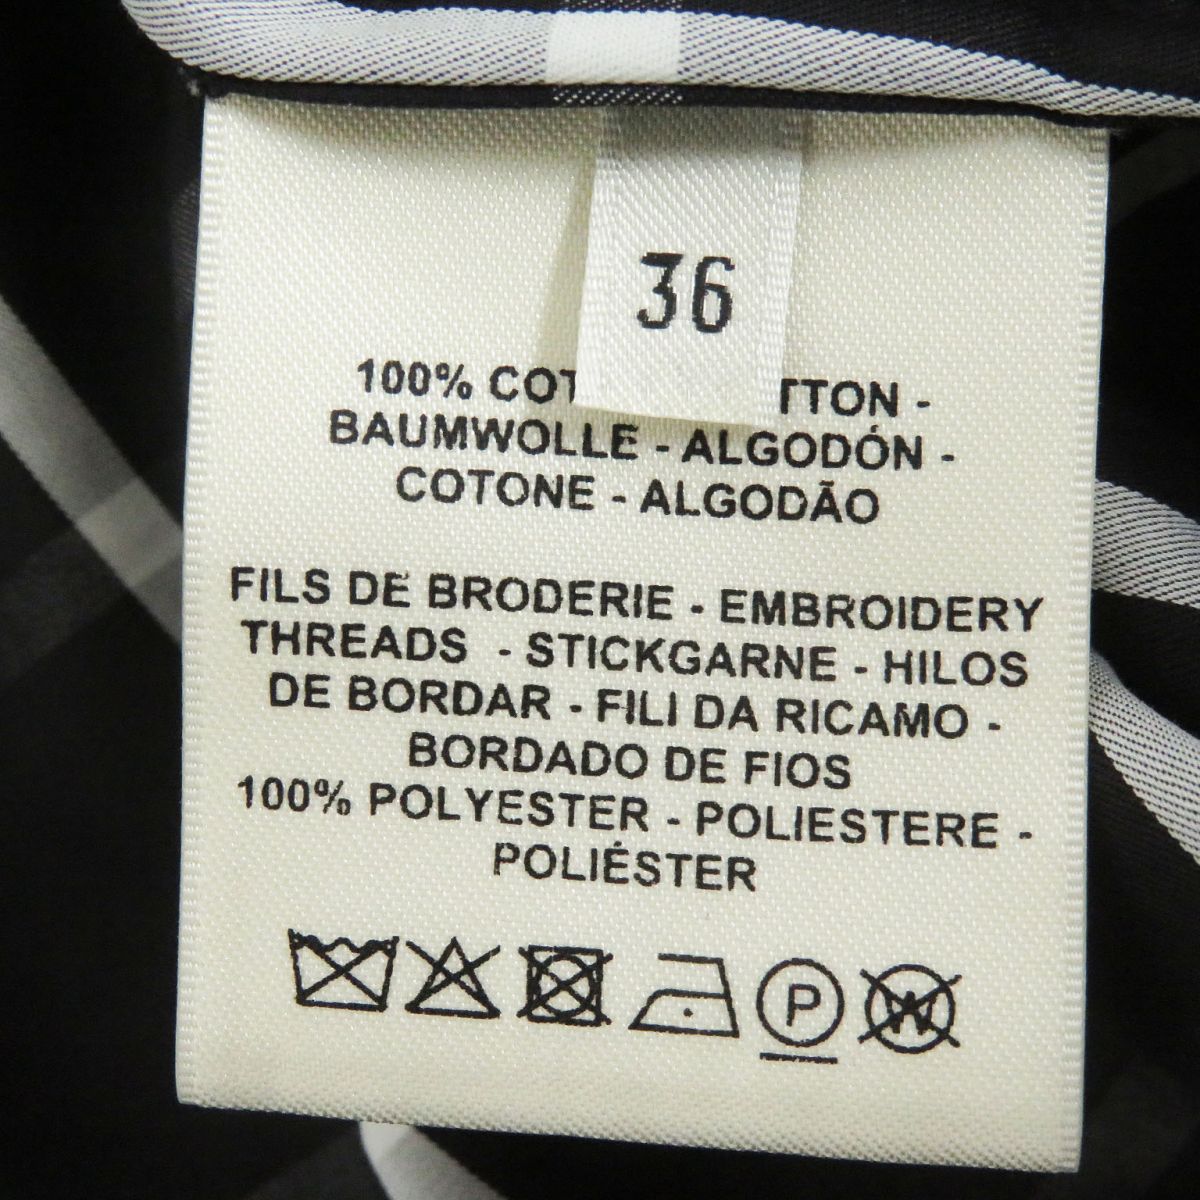 36
100% TTON -
BAUMWOLLE - ALGODÓN -
COTONE - ALGODÃO
FILS DE BRODERIE - EMBROIDERY
THREADS - STICKGARNE - HILOS
DE BORDAR - FILI DA RICAMO -
BORDADO DE FIOS
100% POLYESTER - POLIESTERE -
POLIÉSTER
P W